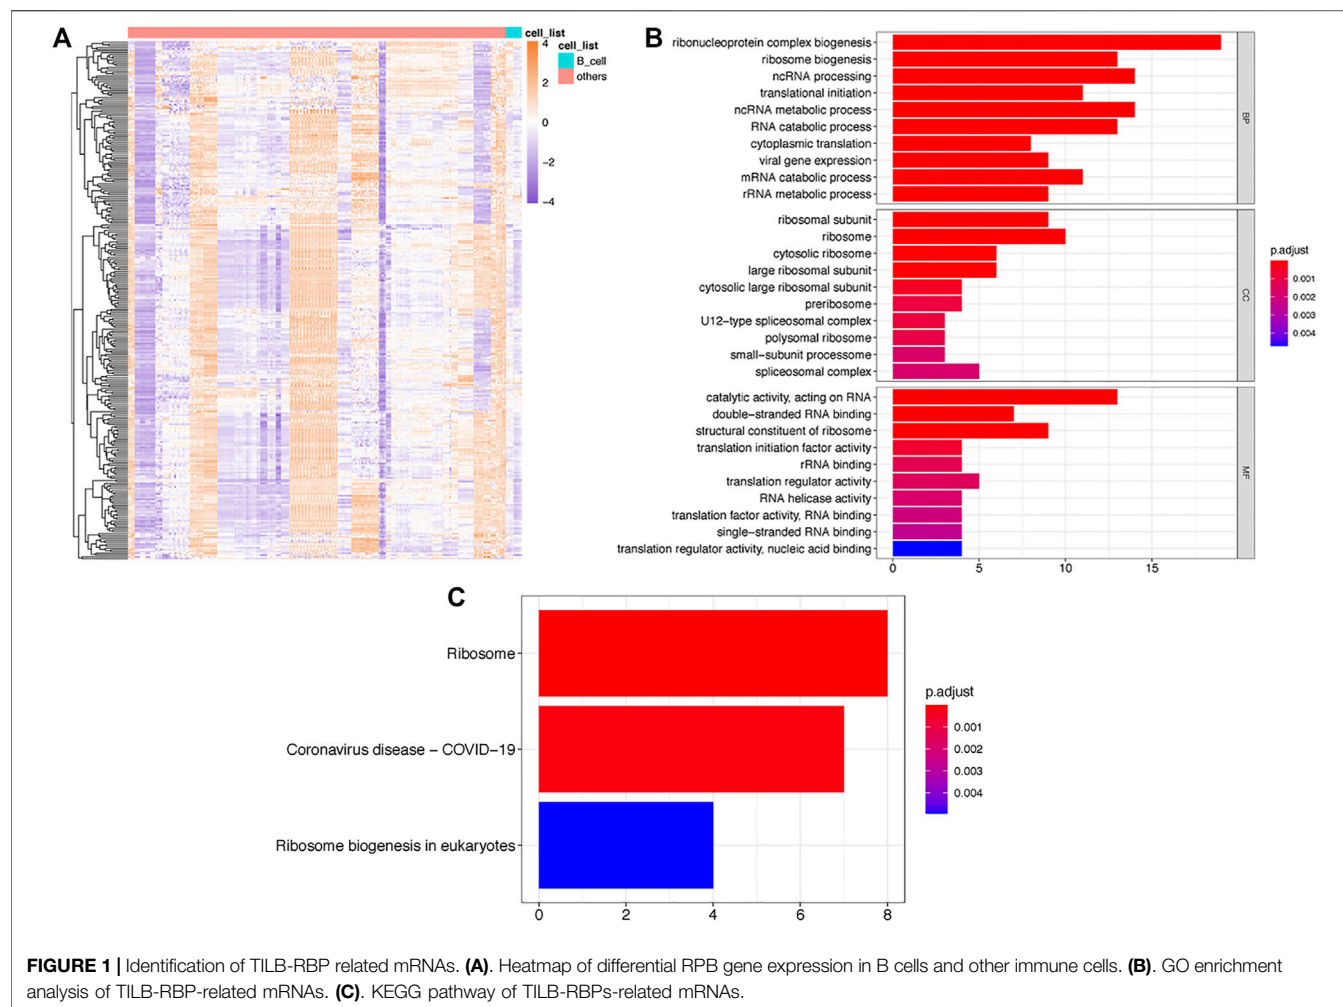 A
cell_list
4
2
0
−2
−4
cell_list
B_cell
others
B
ribonucleoprotein complex biogenesis
ribosome biogenesis
ncRNA processing
translational initiation
ncRNA metabolic process
RNA catabolic process
cytoplasmic translation
viral gene expression
mRNA catabolic process
rRNA metabolic process
BP
ribosomal subunit
ribosome
cytosolic ribosome
large ribosomal subunit
cytosolic large ribosomal subunit
preribosome
U12−type spliceosomal complex
polysomal ribosome
small−subunit processome
spliceosomal complex
CC
catalytic activity, acting on RNA
double−stranded RNA binding
structural constituent of ribosome
translation initiation factor activity
rRNA binding
translation regulator activity
RNA helicase activity
translation factor activity, RNA binding
single−stranded RNA binding
translation regulator activity, nucleic acid binding
MF
0 5 10 15
p.adjust
0.001
0.002
0.003
0.004
C
Ribosome
Coronavirus disease − COVID−19
Ribosome biogenesis in eukaryotes
0 2 4 6 8
p.adjust
0.001
0.002
0.003
0.004
FIGURE 1 | Identification of TILB-RBP related mRNAs. (A). Heatmap of differential RPB gene expression in B cells and other immune cells. (B). GO enrichment
analysis of TILB-RBP-related mRNAs. (C). KEGG pathway of TILB-RBPs-related mRNAs.